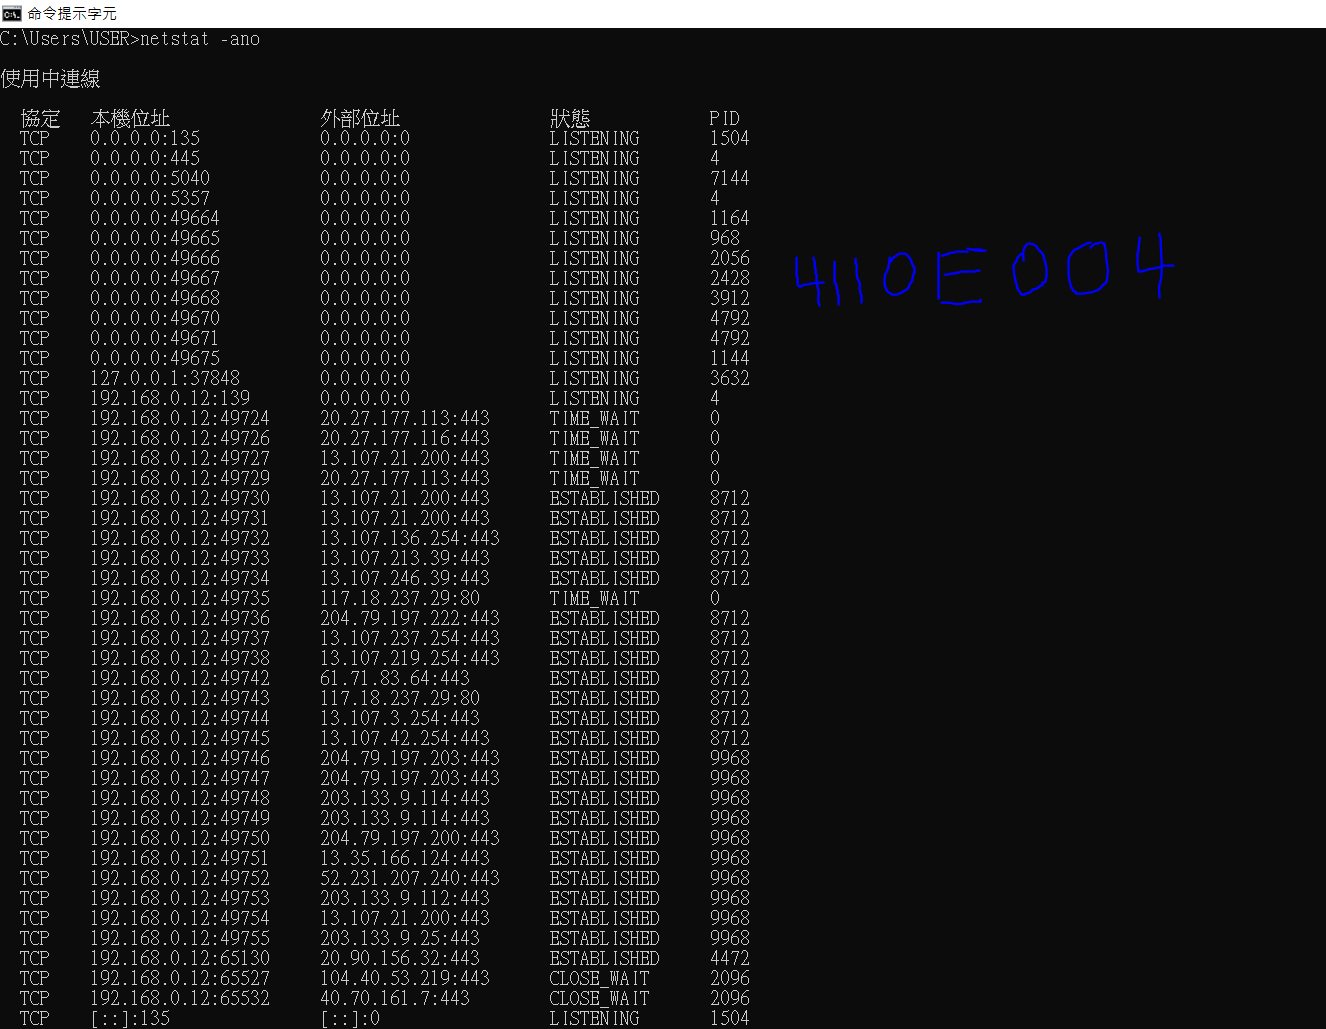 命令提示字元
C:\Users\USER>netstat -ano
使用中連線
協定 本機位址 外部位址 狀態 PID
TCP 0.0.0.0:135 0.0.0.0:0 LISTENING 1504
TCP 0.0.0.0:445 0.0.0.0:0 LISTENING 4
TCP 0.0.0.0:5040 0.0.0.0:0 LISTENING 7144
TCP 0.0.0.0:5357 0.0.0.0:0 LISTENING 4
TCP 0.0.0.0:49664 0.0.0.0:0 LISTENING 1164
TCP 0.0.0.0:49665 0.0.0.0:0 LISTENING 968
TCP 0.0.0.0:49666 0.0.0.0:0 LISTENING 2056
TCP 0.0.0.0:49667 0.0.0.0:0 LISTENING 2428
4110E004
TCP 0.0.0.0:49668 0.0.0.0:0 LISTENING 3912
TCP 0.0.0.0:49670 0.0.0.0:0 LISTENING 4792
TCP 0.0.0.0:49671 0.0.0.0:0 LISTENING 4792
TCP 0.0.0.0:49675 0.0.0.0:0 LISTENING 1144
TCP 127.0.0.1:37848 0.0.0.0:0 LISTENING 3632
TCP 192.168.0.12:139 0.0.0.0:0 LISTENING 4
TCP 192.168.0.12:49724 20.27.177.113:443 TIME_WAIT 0
TCP 192.168.0.12:49726 20.27.177.116:443 TIME_WAIT 0
TCP 192.168.0.12:49727 13.107.21.200:443 TIME_WAIT 0
TCP 192.168.0.12:49729 20.27.177.113:443 TIME_WAIT 0
TCP 192.168.0.12:49730 13.107.21.200:443 ESTABLISHED 8712
TCP 192.168.0.12:49731 13.107.21.200:443 ESTABLISHED 8712
TCP 192.168.0.12:49732 13.107.136.254:443 ESTABLISHED 8712
TCP 192.168.0.12:49733 13.107.213.39:443 ESTABLISHED 8712
TCP 192.168.0.12:49734 13.107.246.39:443 ESTABLISHED 8712
TCP 192.168.0.12:49735 117.18.237.29:80 TIME_WAIT 0
TCP 192.168.0.12:49736 204.79.197.222:443 ESTABLISHED 8712
TCP 192.168.0.12:49737 13.107.237.254:443 ESTABLISHED 8712
TCP 192.168.0.12:49738 13.107.219.254:443 ESTABLISHED 8712
TCP 192.168.0.12:49742 61.71.83.64:443 ESTABLISHED 8712
TCP 192.168.0.12:49743 117.18.237.29:80 ESTABLISHED 8712
TCP 192.168.0.12:49744 13.107.3.254:443 ESTABLISHED 8712
TCP 192.168.0.12:49745 13.107.42.254:443 ESTABLISHED 8712
TCP 192.168.0.12:49746 204.79.197.203:443 ESTABLISHED 9968
TCP 192.168.0.12:49747 204.79.197.203:443 ESTABLISHED 9968
TCP 192.168.0.12:49748 203.133.9.114:443 ESTABLISHED 9968
TCP 192.168.0.12:49749 203.133.9.114:443 ESTABLISHED 9968
TCP 192.168.0.12:49750 204.79.197.200:443 ESTABLISHED 9968
TCP 192.168.0.12:49751 13.35.166.124:443 ESTABLISHED 9968
TCP 192.168.0.12:49752 52.231.207.240:443 ESTABLISHED 9968
TCP 192.168.0.12:49753 203.133.9.112:443 ESTABLISHED 9968
TCP 192.168.0.12:49754 13.107.21.200:443 ESTABLISHED 9968
TCP 192.168.0.12:49755 203.133.9.25:443 ESTABLISHED 9968
TCP 192.168.0.12:65130 20.90.156.32:443 ESTABLISHED 4472
TCP 192.168.0.12:65527 104.40.53.219:443 CLOSE_WAIT 2096
TCP 192.168.0.12:65532 40.70.161.7:443 CLOSE_WAIT 2096
TCP [::]:135 [::]:0 LISTENING 1504